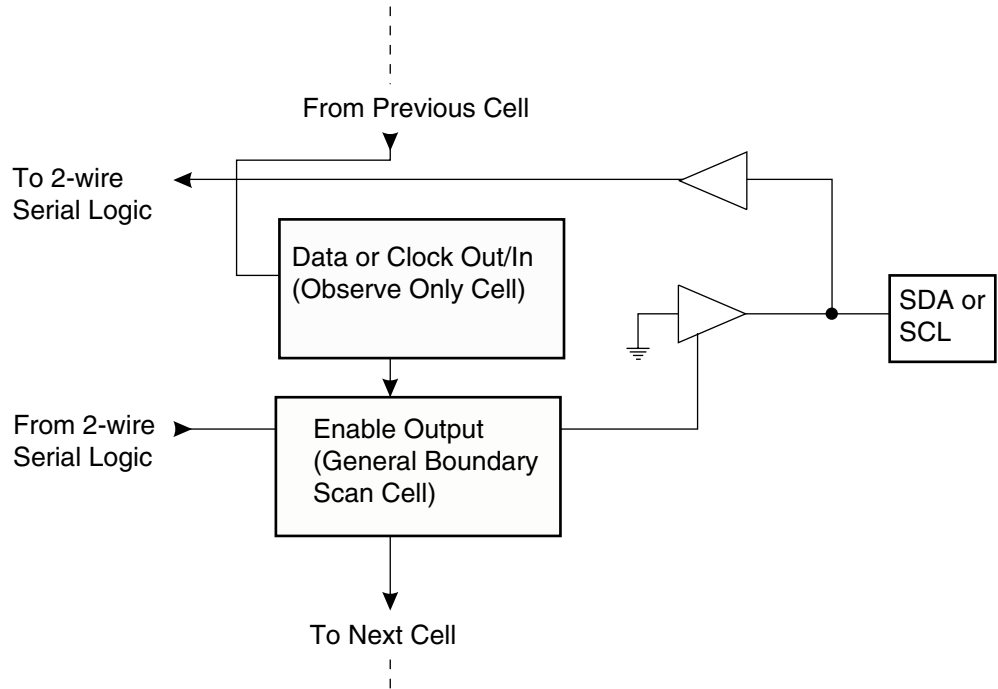 From Previous Cell
To 2-wire
Serial Logic
Data or Clock Out/In
(Observe Only Cell)
SDA or
SCL
From 2-wire
Serial Logic
Enable Output
(General Boundary
Scan Cell)
To Next Cell